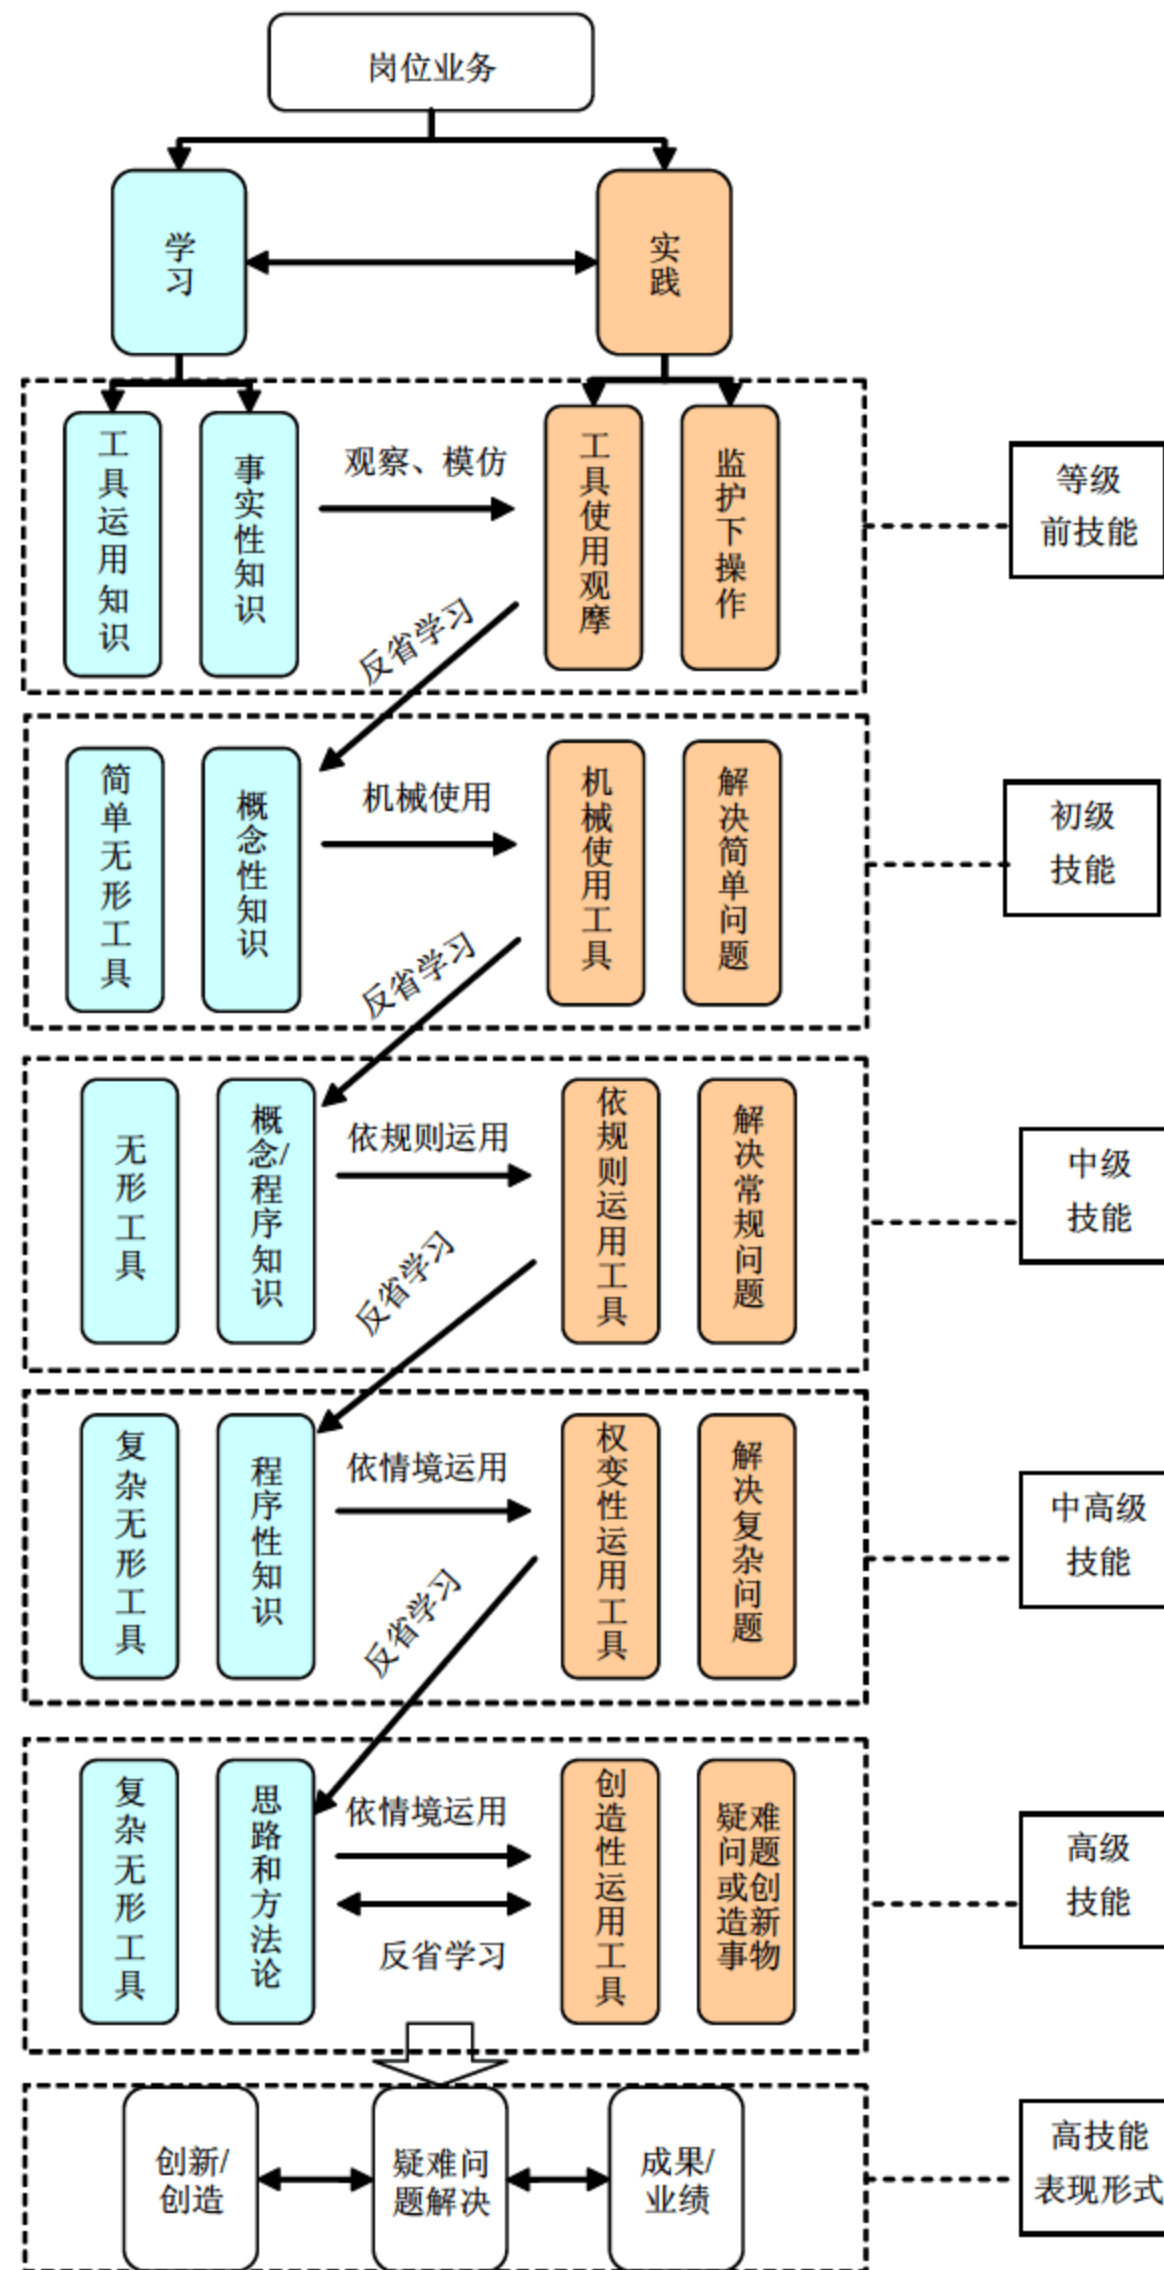 岗位业务
学习
实践
工具运用知识
事实性知识
观察、模仿
工具使用观摩
监护下操作
等级
前技能
反省学习
简单无形工具
概念性知识
机械使用
机械使用工具
解决简单问题
初级
技能
反省学习
无形工具
概念/程序知识
依规则运用
依规则运用工具
解决常规问题
中级
技能
反省学习
复杂无形工具
程序性知识
依情境运用
权变性运用工具
解决复杂问题
中高级
技能
反省学习
复杂无形工具
思路和方法论
依情境运用
反省学习
创造性运用工具
疑难
问题
或创
造新
事物
高级
技能
创新/
创造
疑难问
题解决
成果/
业绩
高技能
表现形式